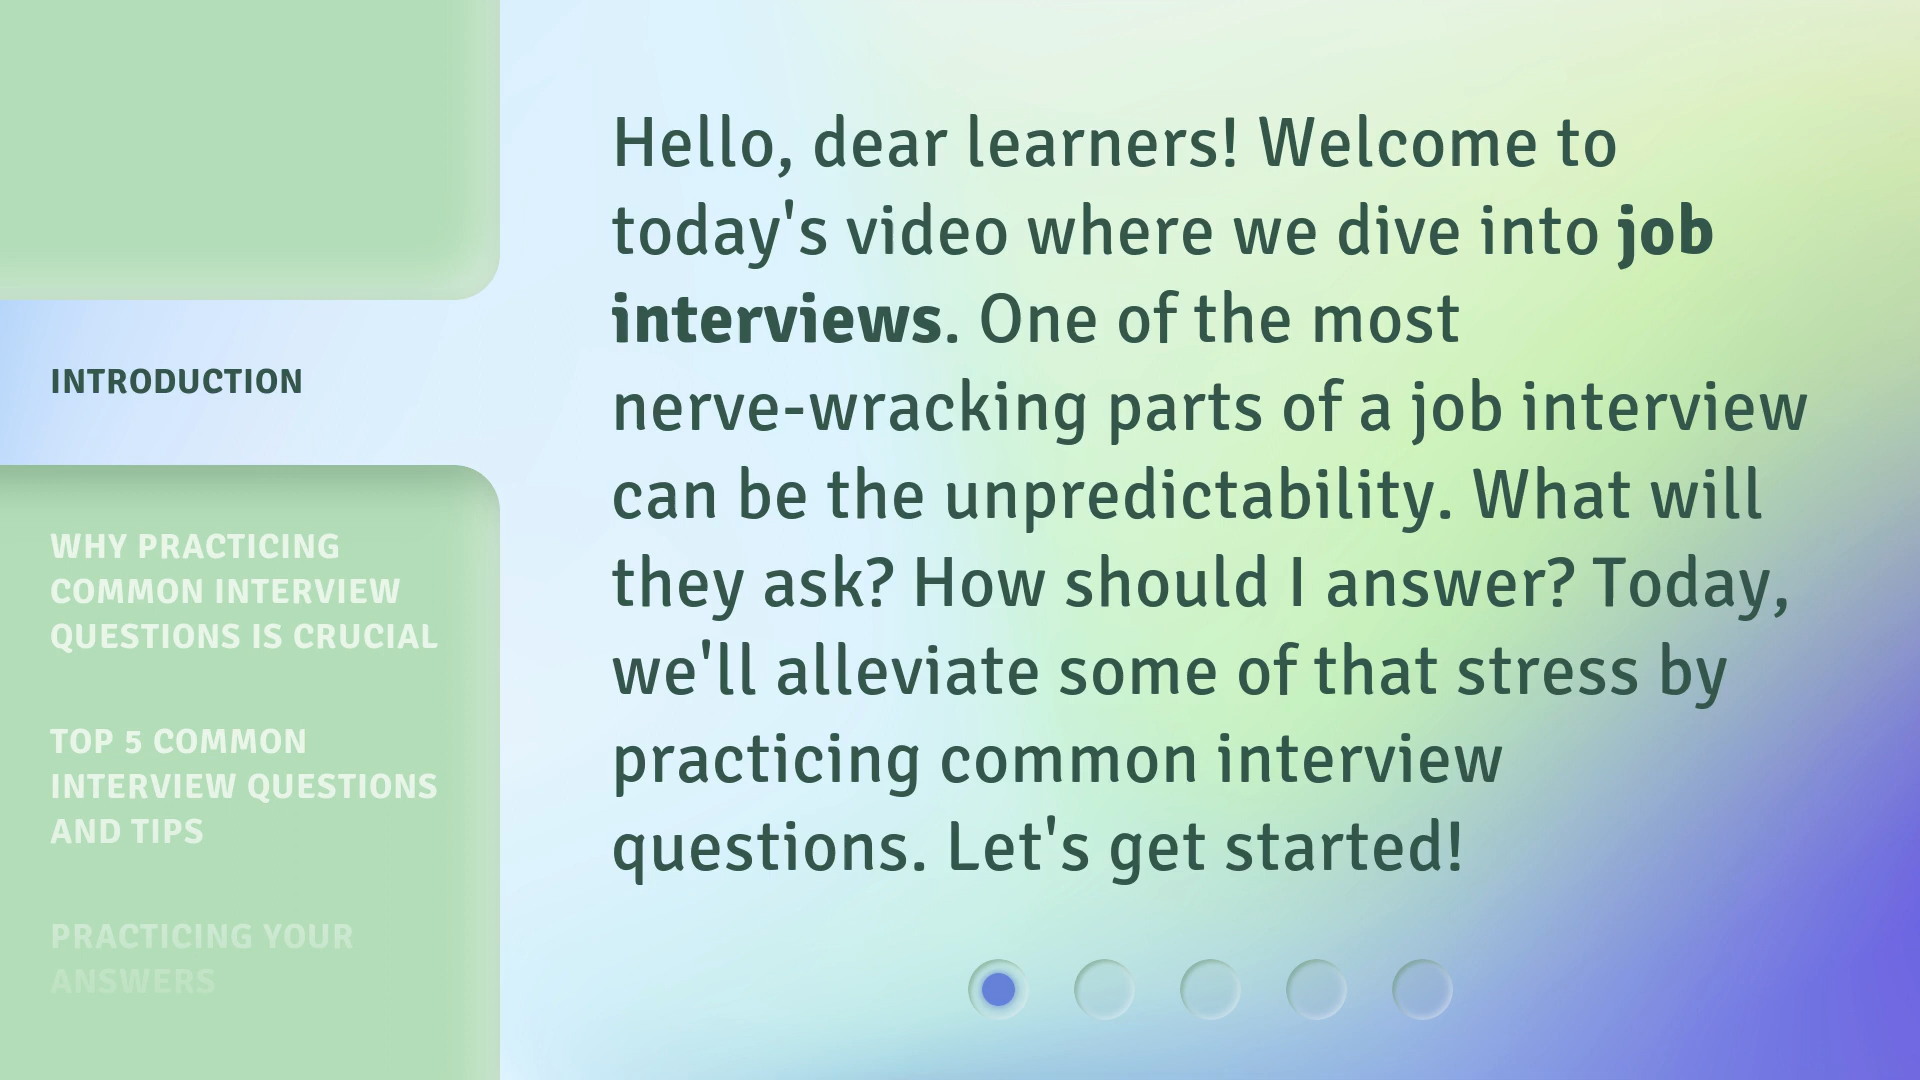 INTRODUCTION
WHY PRACTICING
COMMON INTERVIEW
QUESTIONS IS CRUCIAL
TOP 5 COMMON
INTERVIEW QUESTIONS
AND TIPS
PRACTICING YOUR
ANSWERS
Hello, dear learners! Welcome to
today's video where we dive into job
interviews. One of the most
nerve-wracking parts of a job interview
can be the unpredictability. What will
they ask? How should I answer? Today,
we'll alleviate some of that stress by
practicing common interview
questions. Let's get started!